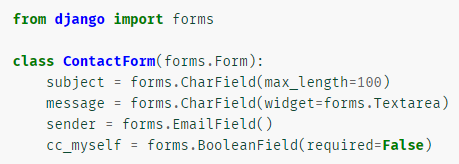 from django import forms

class ContactForm(forms.Form):
    subject = forms.CharField(max_length=100)
    message = forms.CharField(widget=forms.Textarea)
    sender = forms.EmailField()
    cc_myself = forms.BooleanField(required=False)